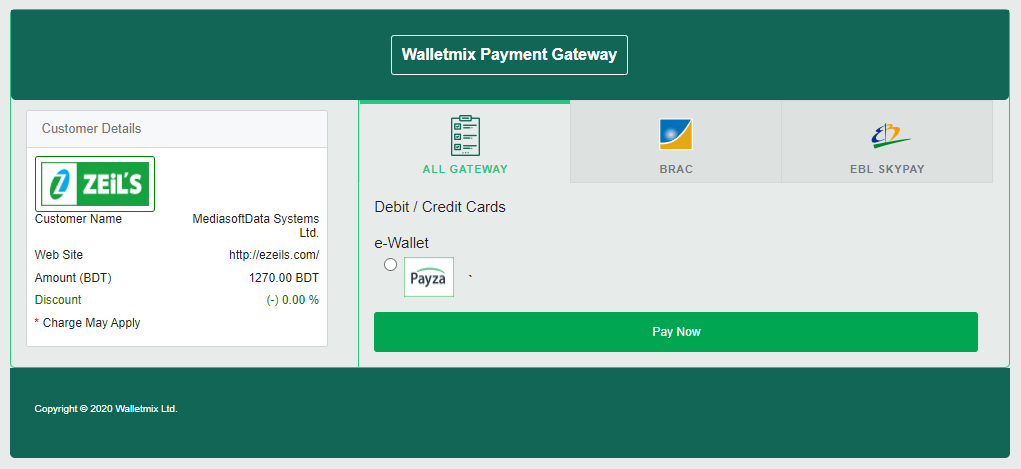 Walletmix Payment Gateway
Customer Details
ZEiL'S
Customer Name MediasoftData Systems
Ltd.
Web Site http://ezeils.com/
Amount (BDT) 1270.00 BDT
Discount (-) 0.00 %
* Charge May Apply
ALL GATEWAY BRAC EBL SKYPAY
Debit / Credit Cards
e-Wallet
Payza `
Pay Now
Copyright © 2020 Walletmix Ltd.